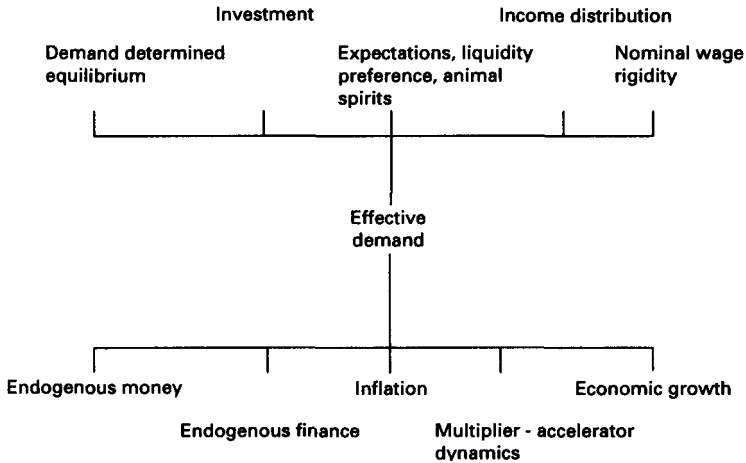 Investment
Income distribution
Demand determined
equilibrium
Expectations, liquidity
preference, animal
spirits
Nominal wage
rigidity
Effective
demand
Endogenous money
Inflation
Economic growth
Endogenous finance
Multiplier - accelerator
dynamics